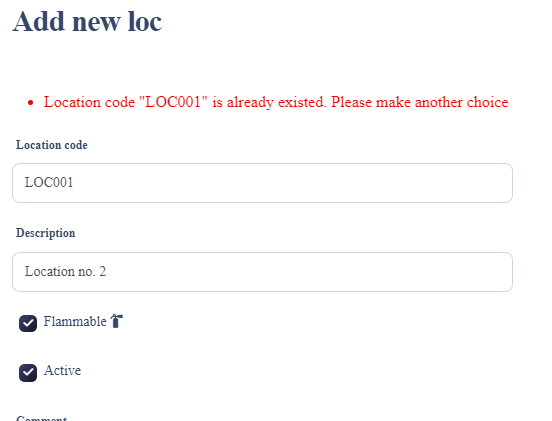 Add new loc
Location code "LOC001" is already existed. Please make another choice
Location code
LOC001
Description
Location no. 2
Flammable
Active
Comment